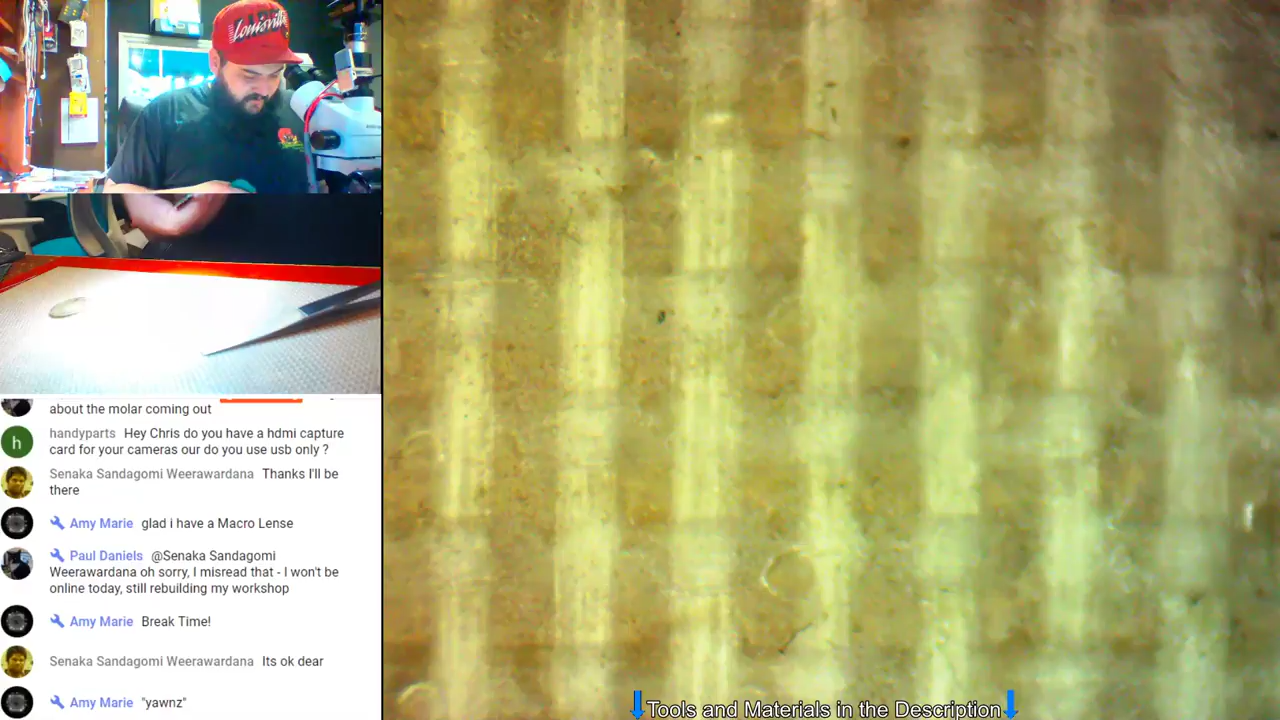 Louisville
about the molar coming out
handyparts Hey Chris do you have a hdmi capture
card for your cameras our do you use usb only ?
Senaka Sandagomi Weerawardana Thanks I'll be
there
Amy Marie glad i have a Macro Lense
Paul Daniels @Senaka Sandagomi
Weerawardana oh sorry, I misread that - I won't be
online today, still rebuilding my workshop
Amy Marie Break Time!
Senaka Sandagomi Weerawardana Its ok dear
Amy Marie "yawnz"
h
Tools and Materials in the Description